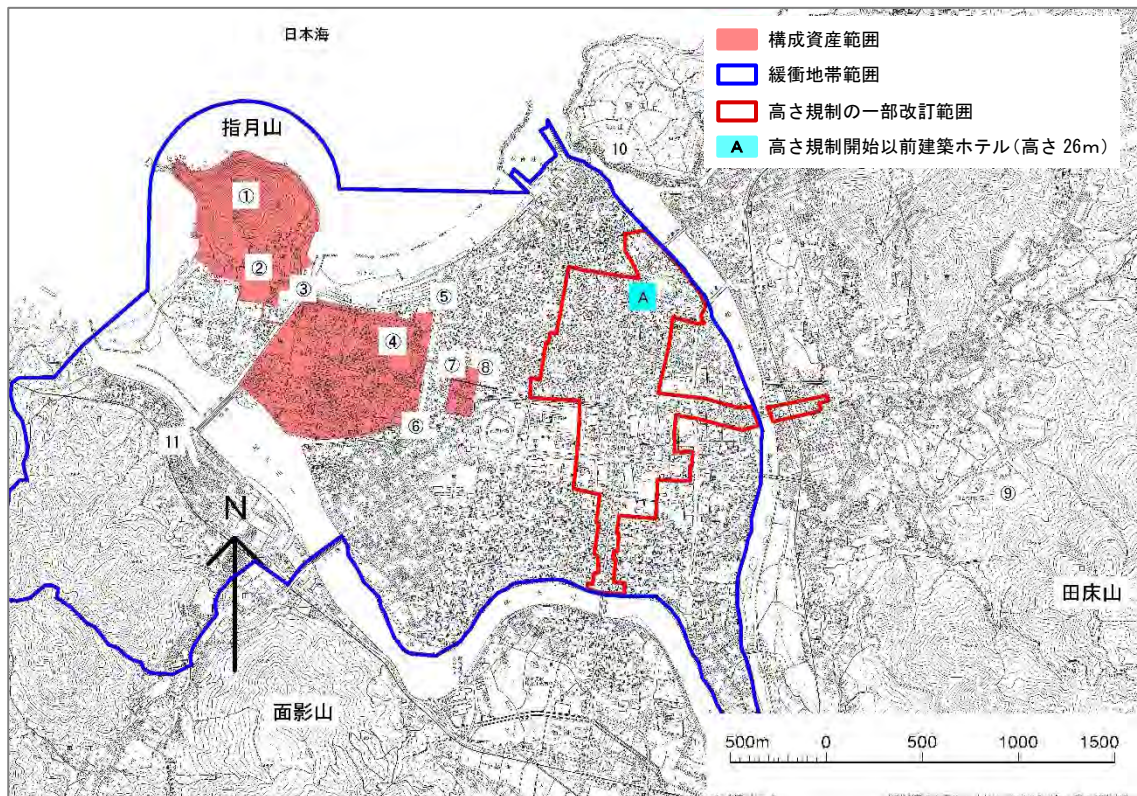 日本海
構成資産範囲
緩衝地帯範囲
高さ規制の一部改訂範囲
A 高さ規制開始以前建築ホテル(高さ 26m)
指月山
10
①
②
③
⑤
A
④
⑦
⑧
⑥
11
⑨
N
田床山
面影山
500m 0 500 1000 1500